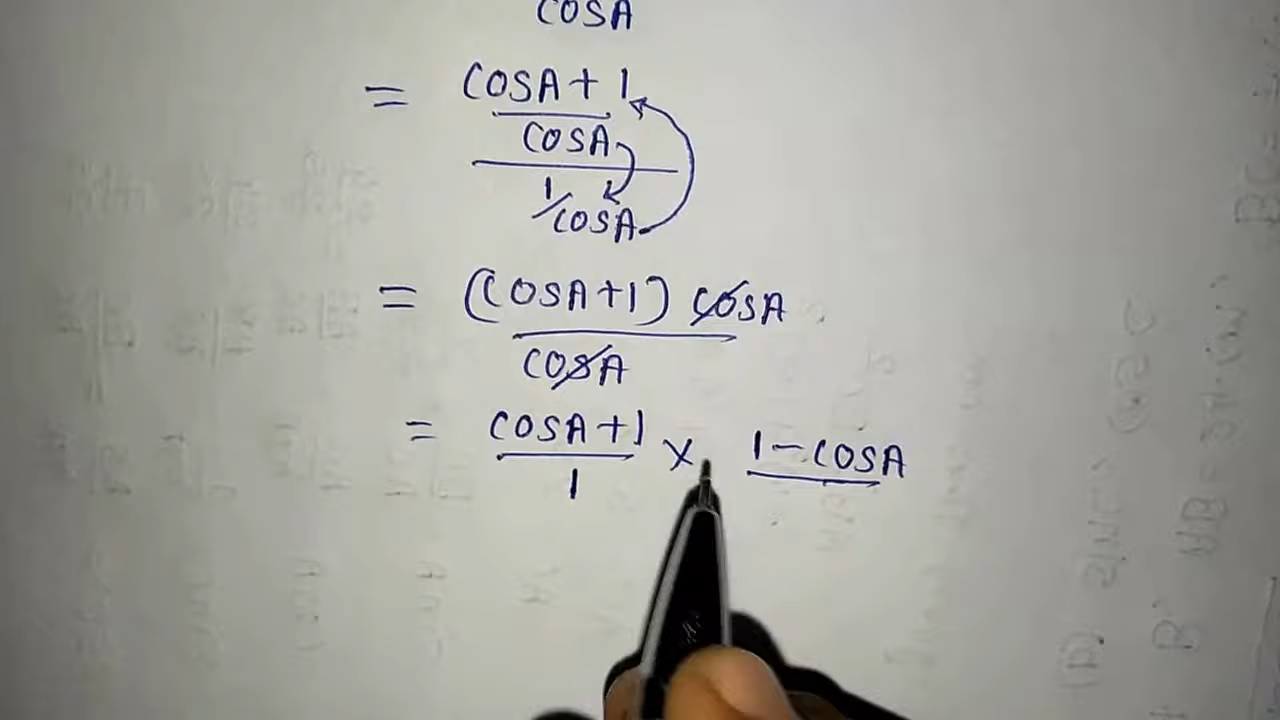 COSA
= COSA + 1
COSA
1/COSA
= (COSA+1) COSA
COSA
= COSA+1 × 1-COSA
1